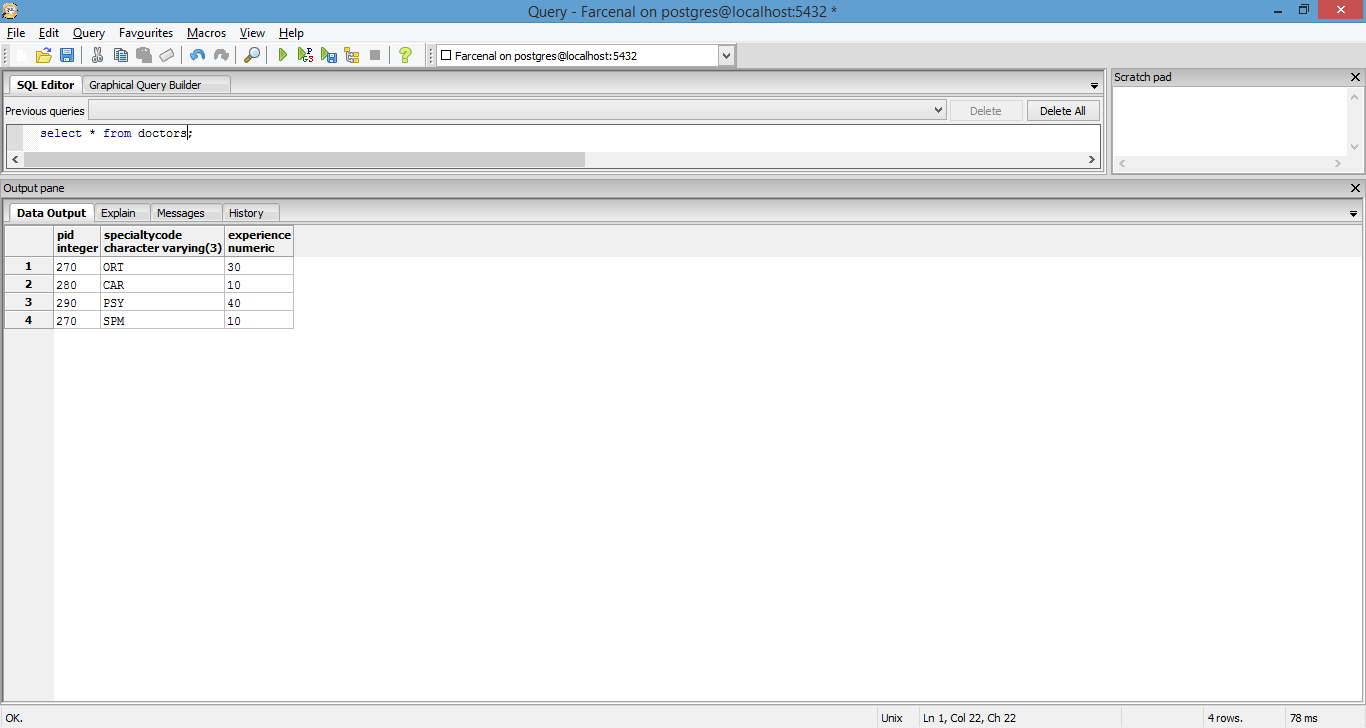 Query - Farcenal on postgres@localhost:5432 *
File Edit Query Favourites Macros View Help
Farcenal on postgres@localhost:5432
SQL Editor Graphical Query Builder
Scratch pad
Previous queries Delete Delete All
select * from doctors;
Output pane
Data Output Explain Messages History
pid specialtycode experience
integer character varying(3) numeric
1 270 ORT 30
2 280 CAR 10
3 290 PSY 40
4 270 SPM 10
OK. Unix Ln 1, Col 22, Ch 22 4 rows. 78 ms